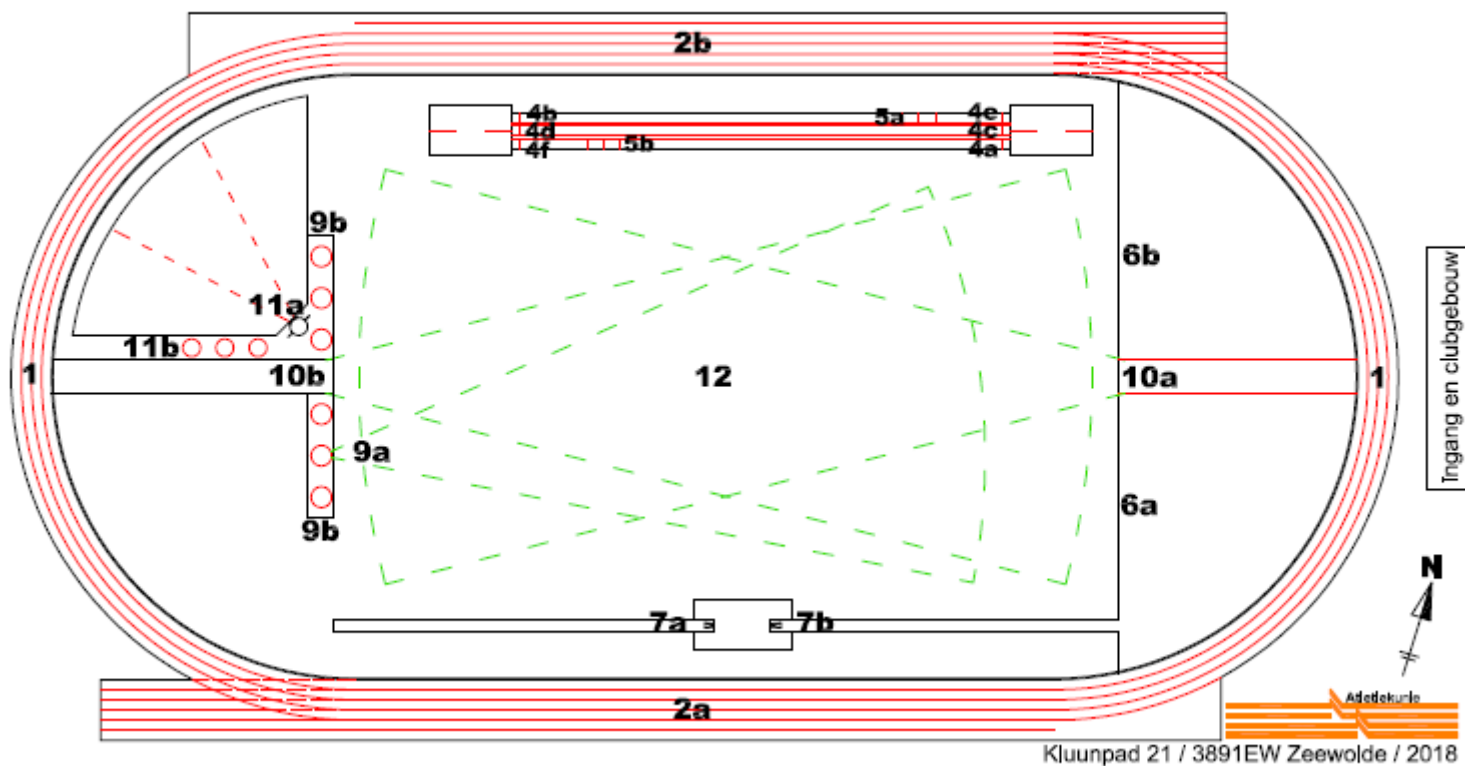 2b
4b
5a
4e
4d
4c
4f
5b
4a
9b
6b
11a
11b
1
10b
12
10a
1
9a
6a
9b
7a
7b
2a
Ingang en clubgebouw
N
Atletiekunie
Kluunpad 21 / 3891EW Zeewolde / 2018